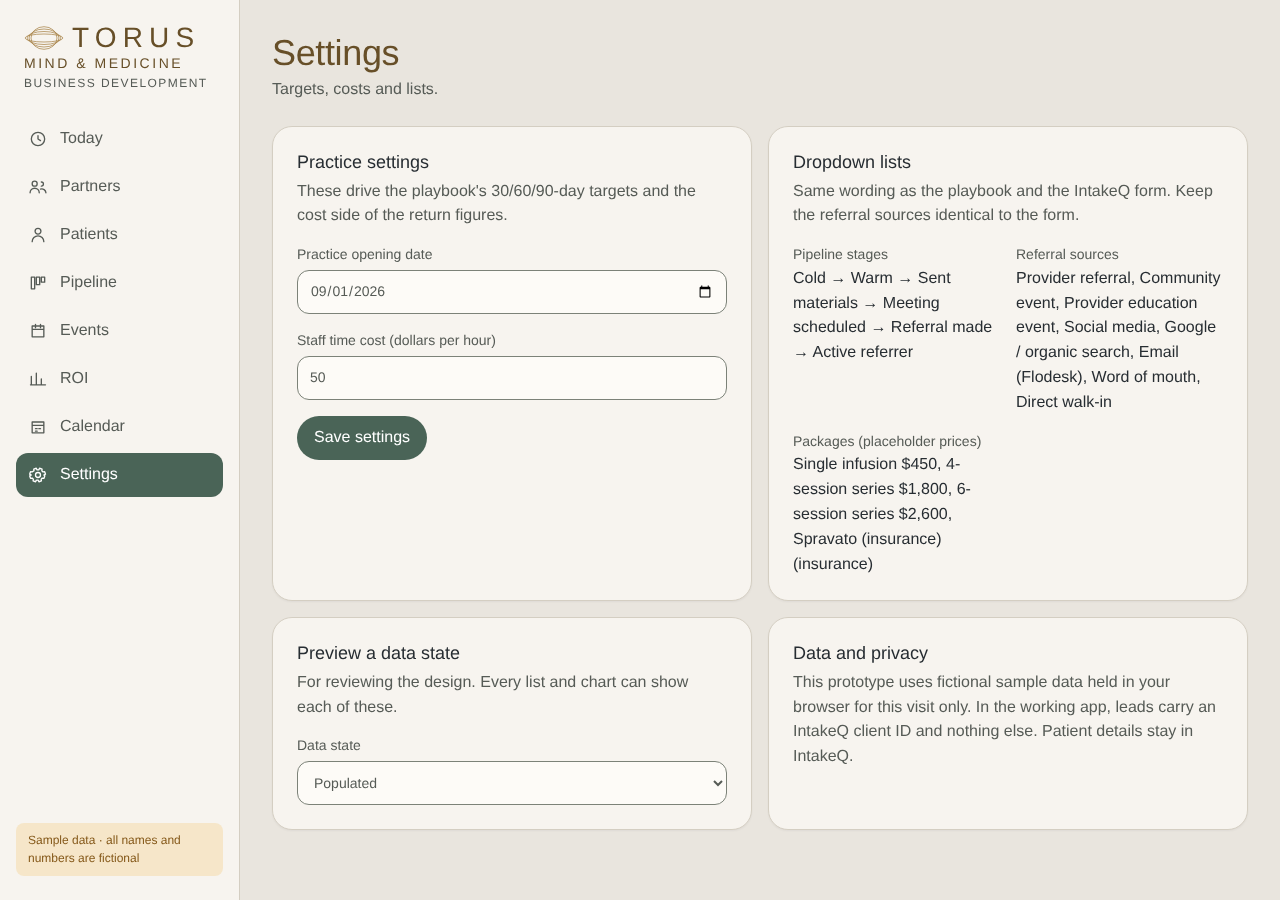 TORUS
MIND & MEDICINE
BUSINESS DEVELOPMENT
Today
Partners
Patients
Pipeline
Events
ROI
Calendar
Settings
Sample data · all names and
numbers are fictional
Settings
Targets, costs and lists.
Practice settings
These drive the playbook's 30/60/90-day targets and the
cost side of the return figures.
Practice opening date
09/01/2026
Staff time cost (dollars per hour)
50
Save settings
Dropdown lists
Same wording as the playbook and the IntakeQ form. Keep
the referral sources identical to the form.
Pipeline stages
Cold → Warm → Sent
materials → Meeting
scheduled → Referral made
→ Active referrer
Referral sources
Provider referral, Community
event, Provider education
event, Social media, Google
/ organic search, Email
(Flodesk), Word of mouth,
Direct walk-in
Packages (placeholder prices)
Single infusion $450, 4-
session series $1,800, 6-
session series $2,600,
Spravato (insurance)
(insurance)
Preview a data state
For reviewing the design. Every list and chart can show
each of these.
Data state
Populated
Data and privacy
This prototype uses fictional sample data held in your
browser for this visit only. In the working app, leads carry an
IntakeQ client ID and nothing else. Patient details stay in
IntakeQ.